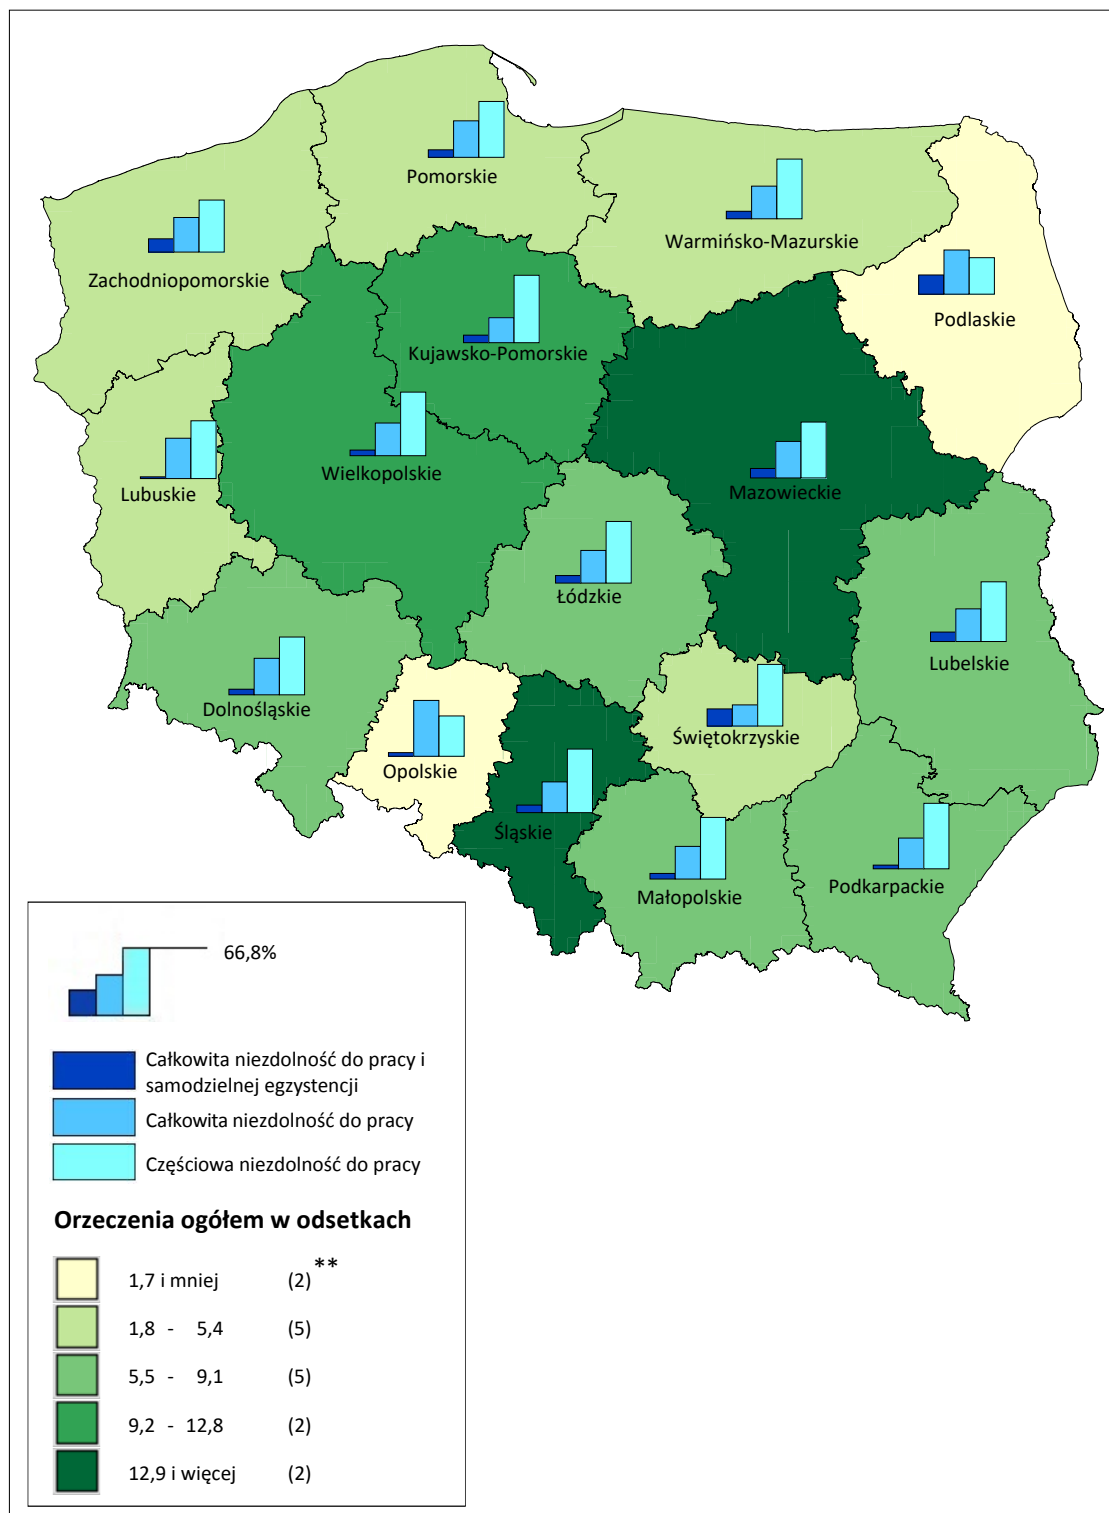 Pomorskie
Warmińsko-Mazurskie
Zachodniopomorskie
Podlaskie
Kujawsko-Pomorskie
Wielkopolskie
Mazowieckie
Lubuskie
Łódzkie
Lubelskie
Dolnośląskie
Świętokrzyskie
Opolskie
Śląskie
Podkarpackie
Małopolskie
66,8%
Całkowita niezdolność do pracy i
samodzielnej egzystencji
Całkowita niezdolność do pracy
Częściowa niezdolność do pracy
Orzeczenia ogółem w odsetkach
1,7 i mniej (2)**
1,8 - 5,4 (5)
5,5 - 9,1 (5)
9,2 - 12,8 (2)
12,9 i więcej (2)